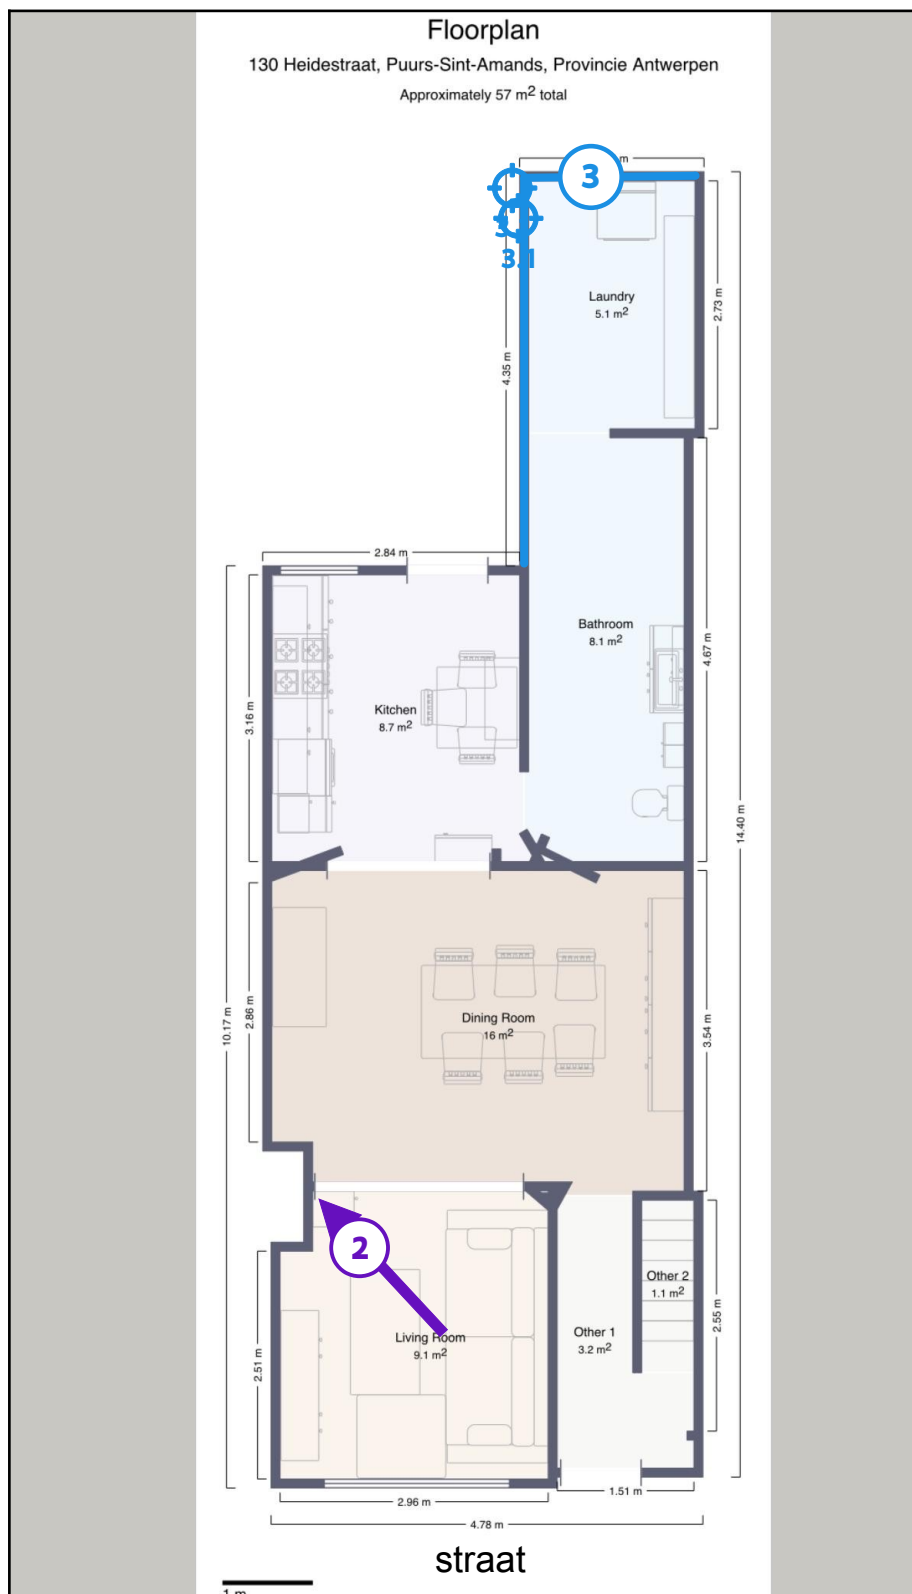 Floorplan
130 Heidestraat, Puurs-Sint-Amands, Provincie Antwerpen
Approximately 57 m² total
m
3
3.1
Laundry
5.1 m²
2.73 m
4.35 m
2.84 m
Bathroom
8.1 m²
4.67 m
Kitchen
8.7 m²
3.16 m
14.40 m
Dining Room
16 m²
10.17 m
2.86 m
3.54 m
2
Other 2
1.1 m²
Other 1
3.2 m²
2.55 m
Living Room
9.1 m²
2.51 m
1.51 m
2.96 m
4.78 m
straat
1 m